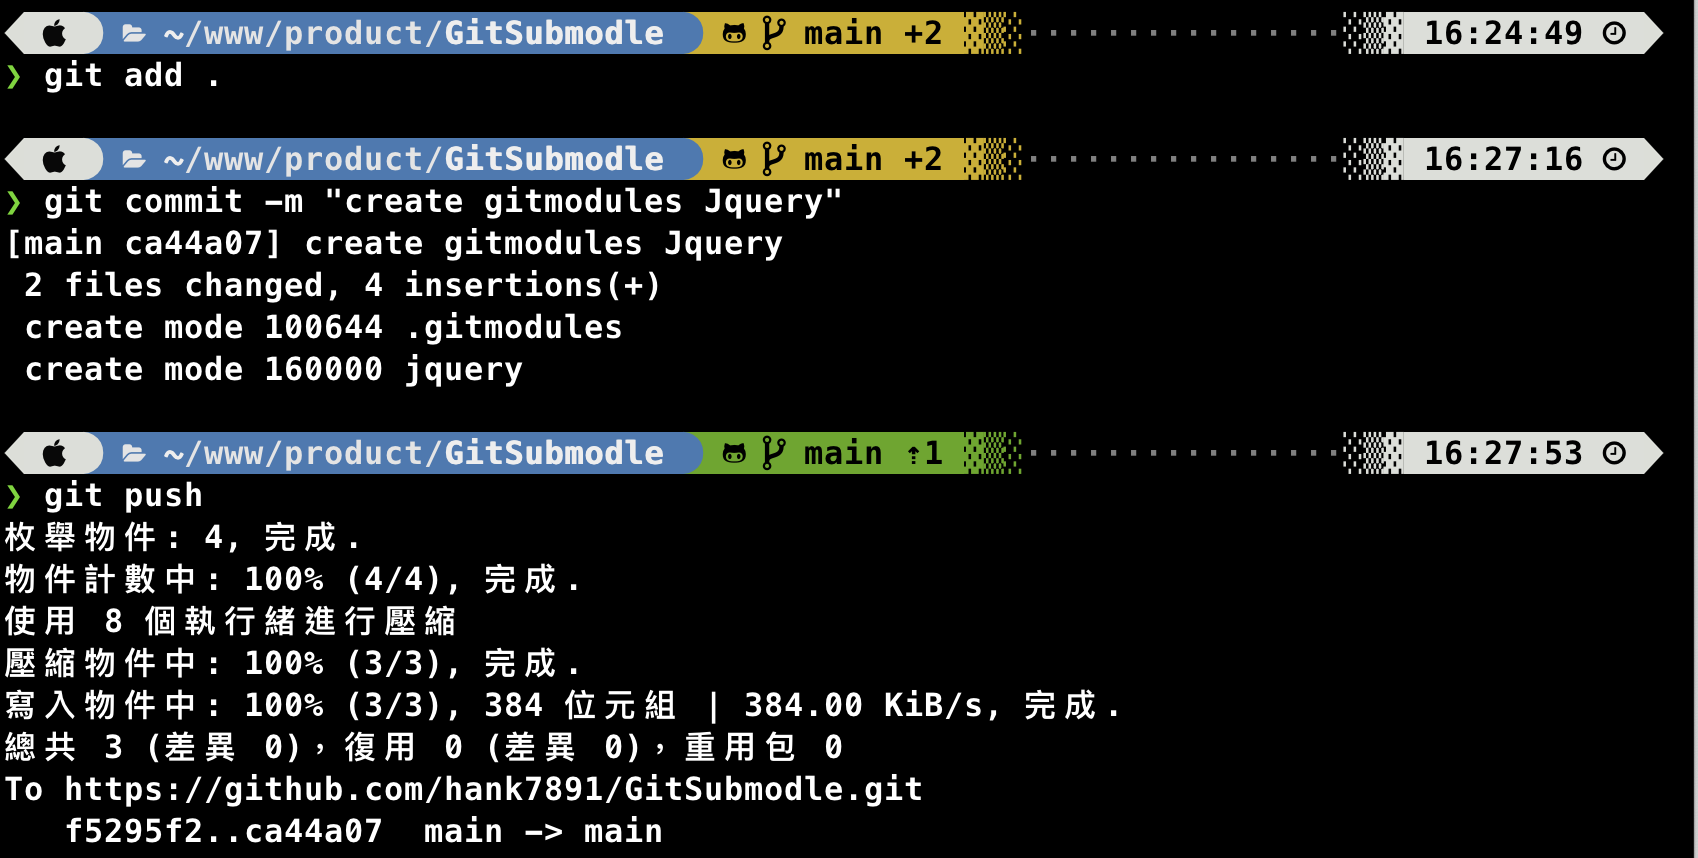 ~/www/product/GitSubmodle main +2 16:24:49
❯ git add .
~/www/product/GitSubmodle main +2 16:27:16
❯ git commit -m "create gitmodules Jquery"
[main ca44a07] create gitmodules Jquery
2 files changed, 4 insertions(+)
create mode 100644 .gitmodules
create mode 160000 jquery
~/www/product/GitSubmodle main ⇡1 16:27:53
❯ git push
枚舉物件: 4, 完成.
物件計數中: 100% (4/4), 完成.
使用 8 個執行緒進行壓縮
壓縮物件中: 100% (3/3), 完成.
寫入物件中: 100% (3/3), 384 位元組 | 384.00 KiB/s, 完成.
總共 3 (差異 0)，復用 0 (差異 0)，重用包 0
To https://github.com/hank7891/GitSubmodle.git
f5295f2..ca44a07  main -> main